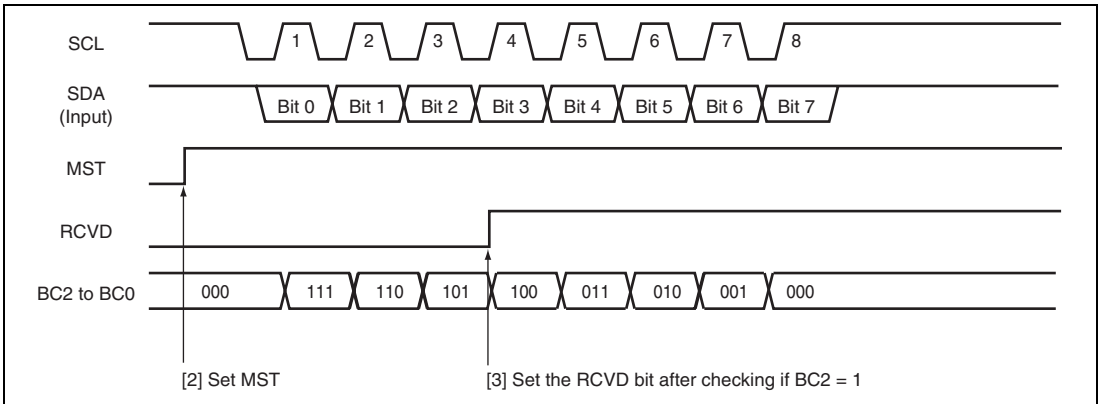 SCL 1 2 3 4 5 6 7 8
SDA
(Input) Bit 0 Bit 1 Bit 2 Bit 3 Bit 4 Bit 5 Bit 6 Bit 7
MST
RCVD
BC2 to BC0 000 111 110 101 100 011 010 001 000
[2] Set MST [3] Set the RCVD bit after checking if BC2 = 1